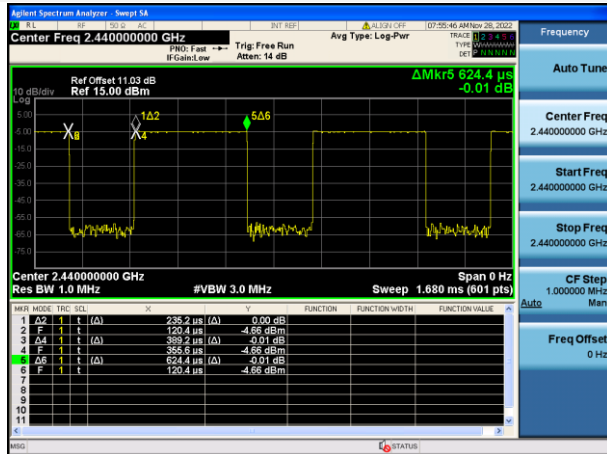 Agilent Spectrum Analyzer - Swept SA
RL RF 50 Ω AC INT REF ALIGN OFF 07:55:46 AM Nov 28, 2022
Center Freq 2.440000000 GHz
PNO: Fast Trig: Free Run
IFGain:Low Atten: 14 dB
Avg Type: Log-Pwr
TRACE 1 2 3 4 5 6
TYPE WWWWWW
DET P NNNNN
Frequency
Auto Tune
Center Freq
2.440000000 GHz
Start Freq
2.440000000 GHz
Stop Freq
2.440000000 GHz
CF Step
1.000000 MHz
Auto Man
Freq Offset
0 Hz
ΔMkr5 624.4 µs
-0.01 dB
Ref Offset 11.03 dB
10 dB/div Ref 15.00 dBm
Log
5.00
-5.00
-15.0
-25.0
-35.0
-45.0
-55.0
-65.0
-75.0
1Δ2
5Δ6
X4
Center 2.440000000 GHz Span 0 Hz
Res BW 1.0 MHz #VBW 3.0 MHz Sweep 1.680 ms (601 pts)
MKR MODE TRC SCL X Y FUNCTION FUNCTION WIDTH FUNCTION VALUE
1 Δ2 1 t (Δ) 235.2 µs (Δ) 0.00 dB
2 F 1 t 120.4 µs -4.66 dBm
3 Δ4 1 t (Δ) 389.2 µs (Δ) -0.01 dB
4 F 1 t 355.6 µs -4.66 dBm
5 Δ6 1 t (Δ) 624.4 µs (Δ) -0.01 dB
6 F 1 t 120.4 µs -4.66 dBm
7
8
9
10
11
MSG STATUS